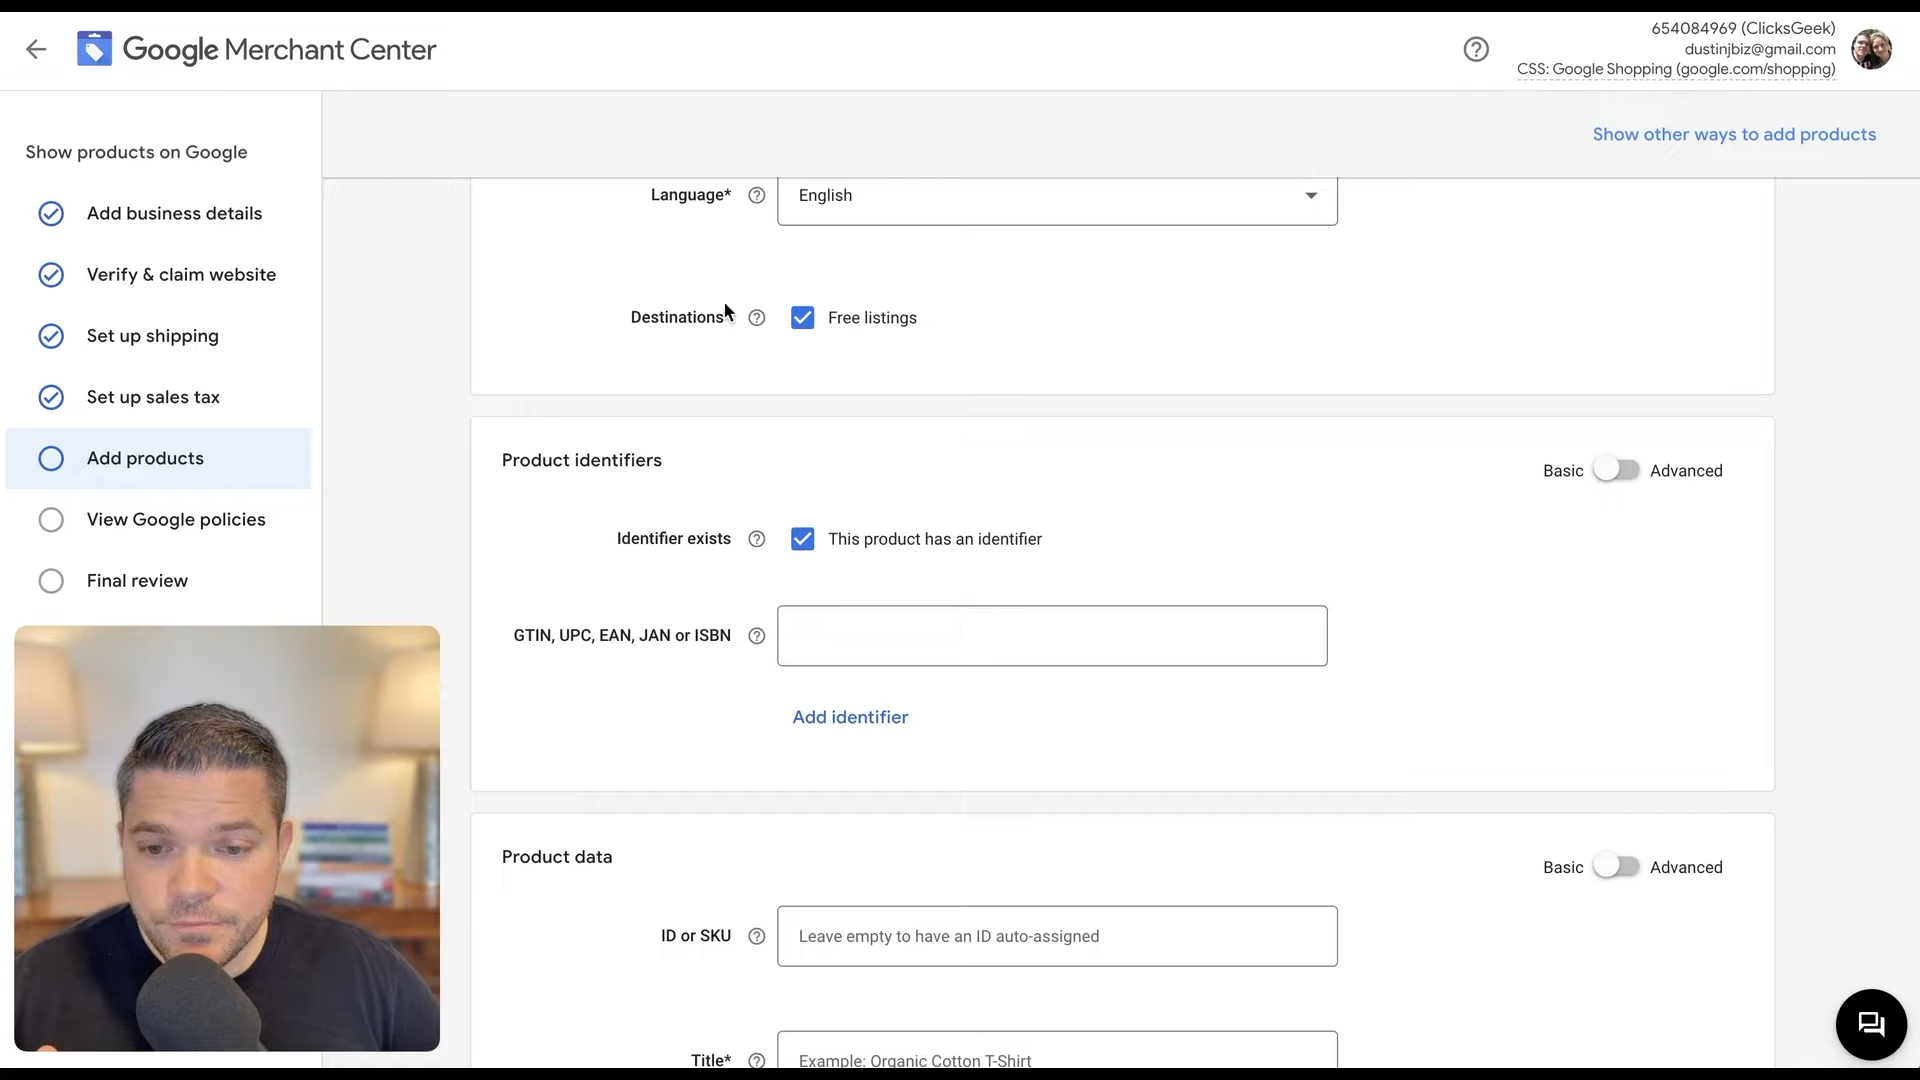 Google Merchant Center
654084969 (ClicksGeek)
dustinjbiz@gmail.com
CSS: Google Shopping (google.com/shopping)
Show other ways to add products
Show products on Google
Add business details
Verify & claim website
Set up shipping
Set up sales tax
Add products
View Google policies
Final review
Language* English
Destinations Free listings
Product identifiers
Basic Advanced
Identifier exists This product has an identifier
GTIN, UPC, EAN, JAN or ISBN
Add identifier
Product data
Basic Advanced
ID or SKU Leave empty to have an ID auto-assigned
Title* Example: Organic Cotton T-Shirt